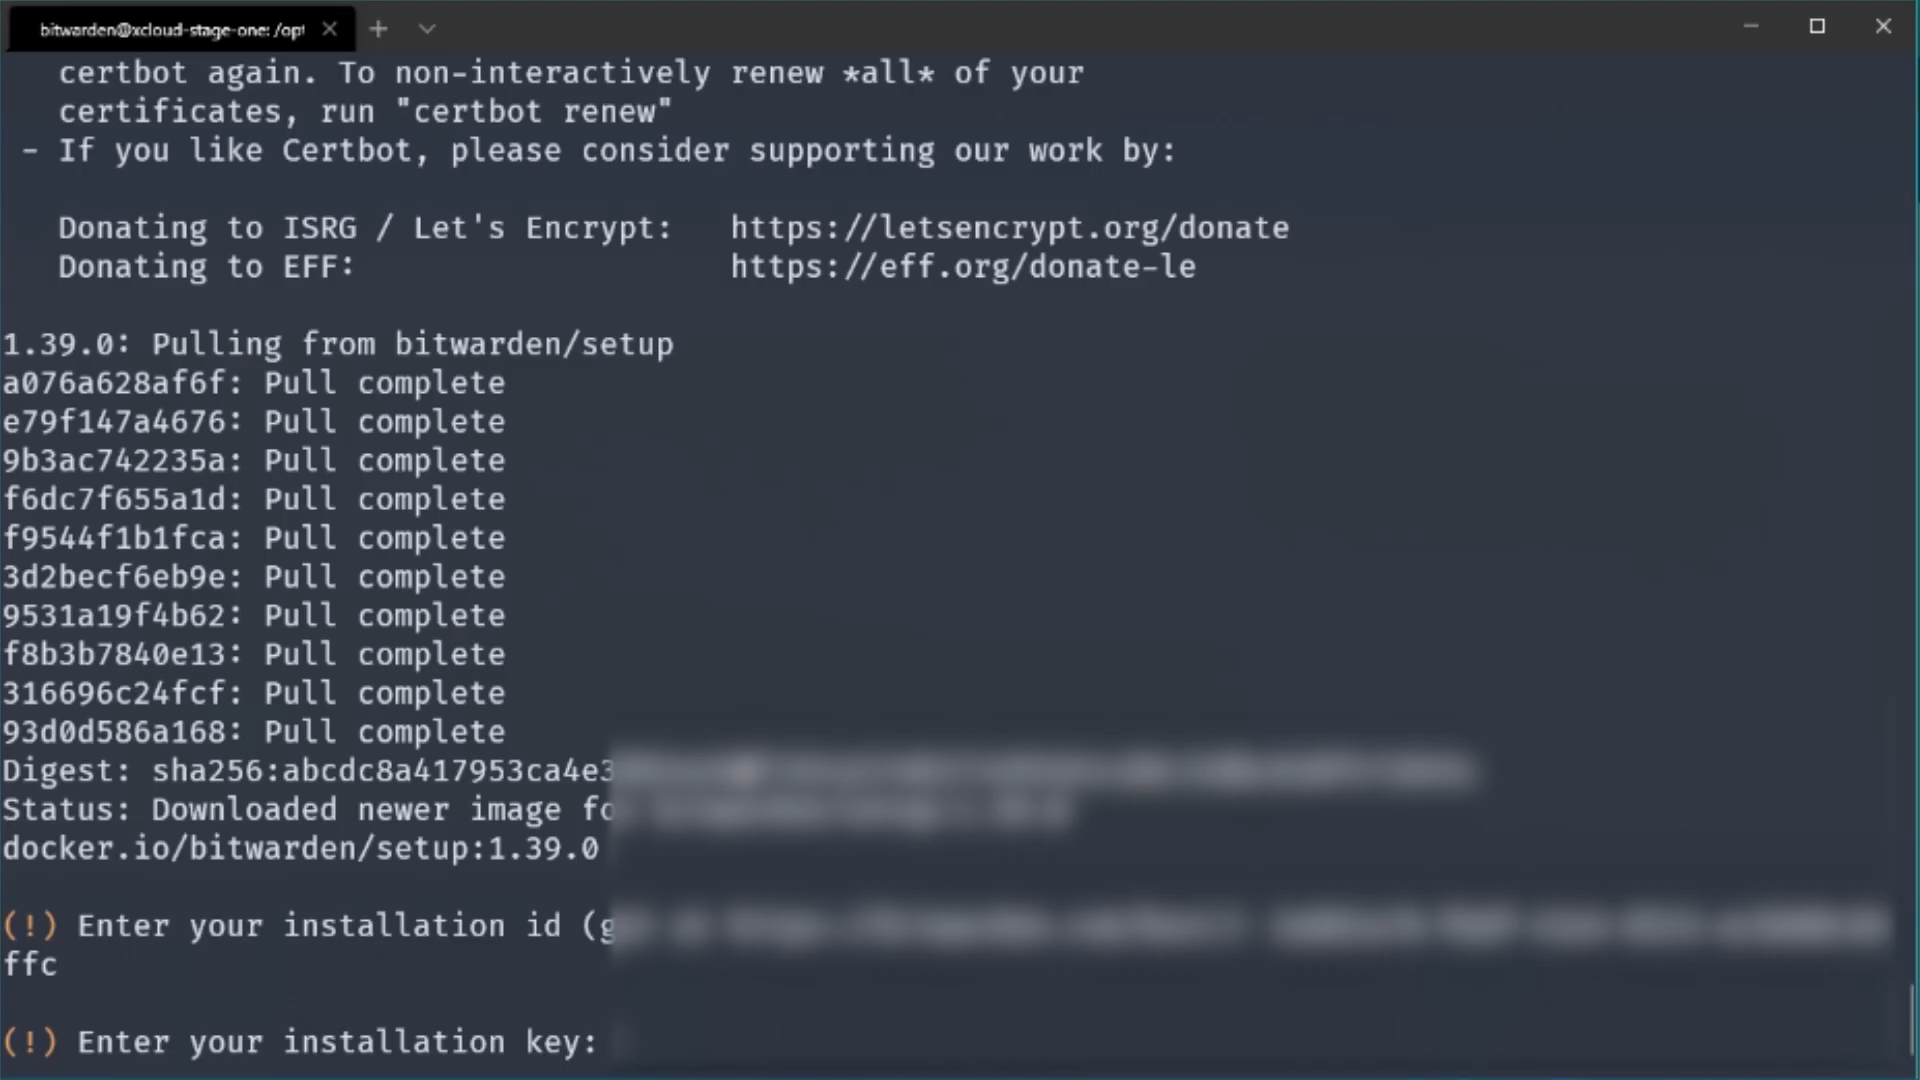 bitwarden@xcloud-stage-one: /opt
certbot again. To non-interactively renew *all* of your
certificates, run "certbot renew"
- If you like Certbot, please consider supporting our work by:
Donating to ISRG / Let's Encrypt:   https://letsencrypt.org/donate
Donating to EFF:                    https://eff.org/donate-le
1.39.0: Pulling from bitwarden/setup
a076a628af6f: Pull complete
e79f147a4676: Pull complete
9b3ac742235a: Pull complete
f6dc7f655a1d: Pull complete
f9544f1b1fca: Pull complete
3d2becf6eb9e: Pull complete
9531a19f4b62: Pull complete
f8b3b7840e13: Pull complete
316696c24fcf: Pull complete
93d0d586a168: Pull complete
Digest: sha256:abcdc8a417953ca4e3
Status: Downloaded newer image fo
docker.io/bitwarden/setup:1.39.0
(!) Enter your installation id (g
ffc
(!) Enter your installation key: